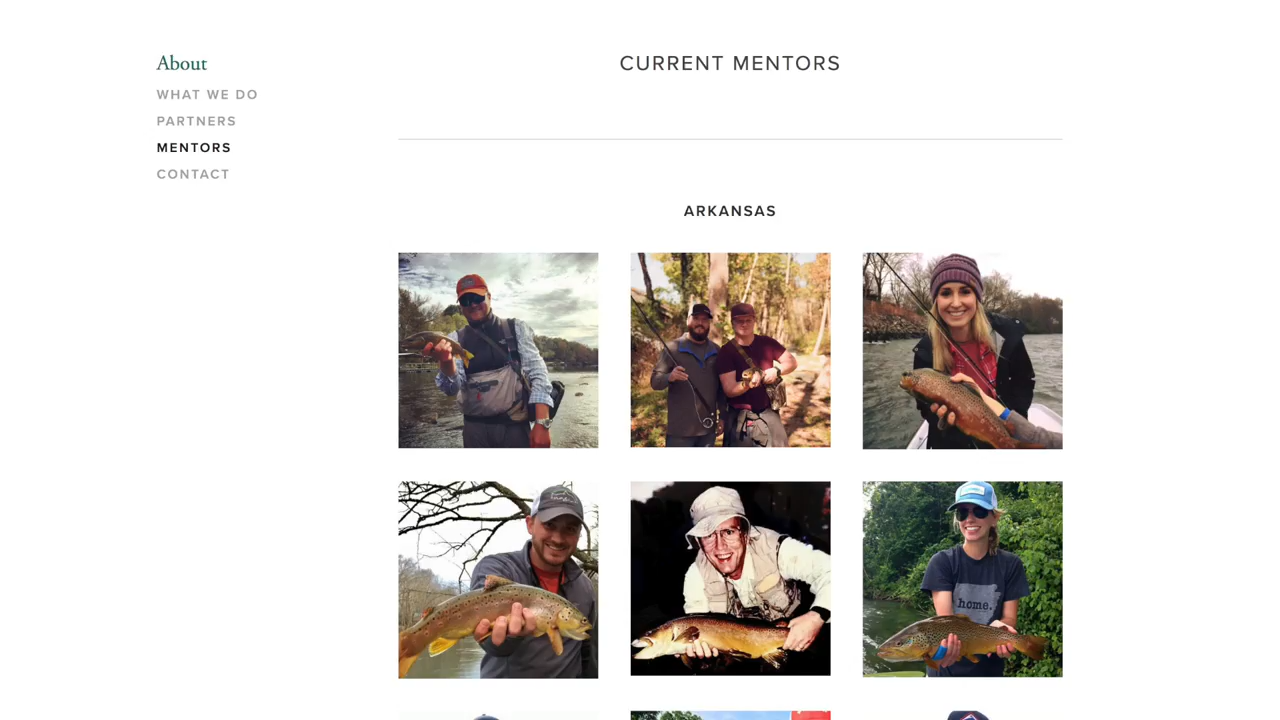 About
WHAT WE DO
PARTNERS
MENTORS
CONTACT
CURRENT MENTORS
ARKANSAS
home.